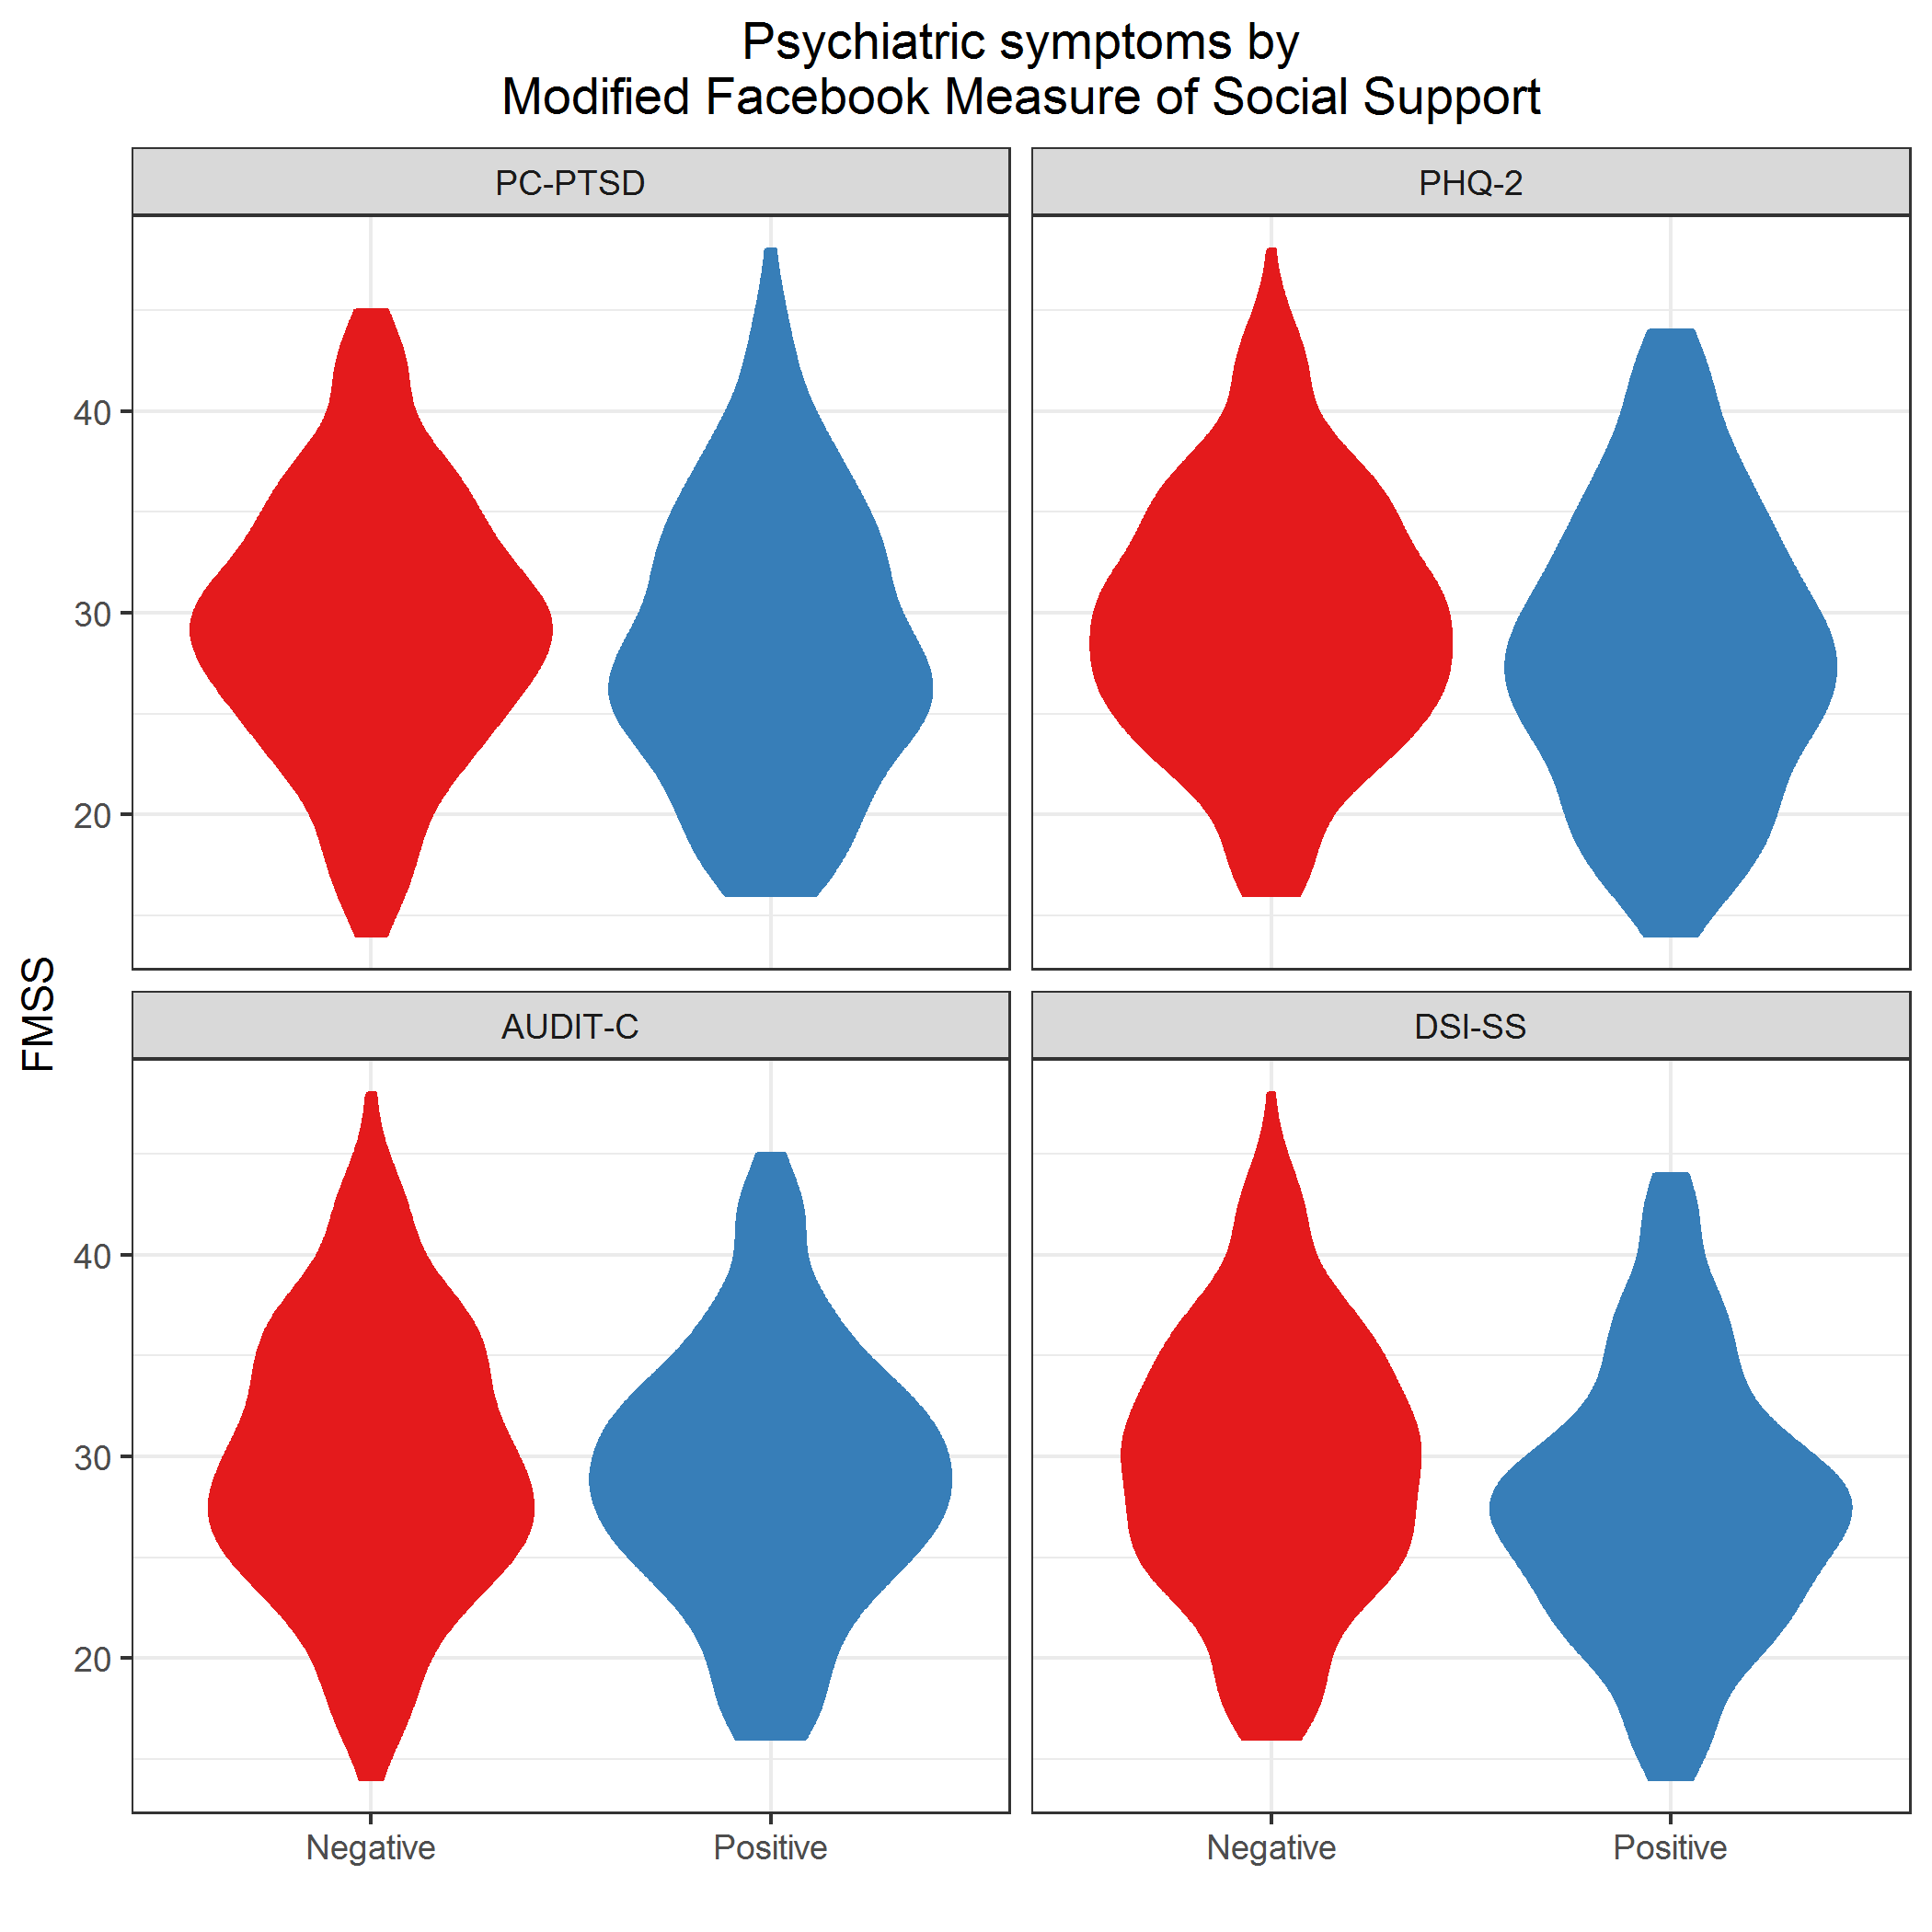 Psychiatric symptoms by
Modified Facebook Measure of Social Support
PC-PTSD
PHQ-2
40
30
20
FMSS
AUDIT-C
DSI-SS
40
30
20
Negative
Positive
Negative
Positive